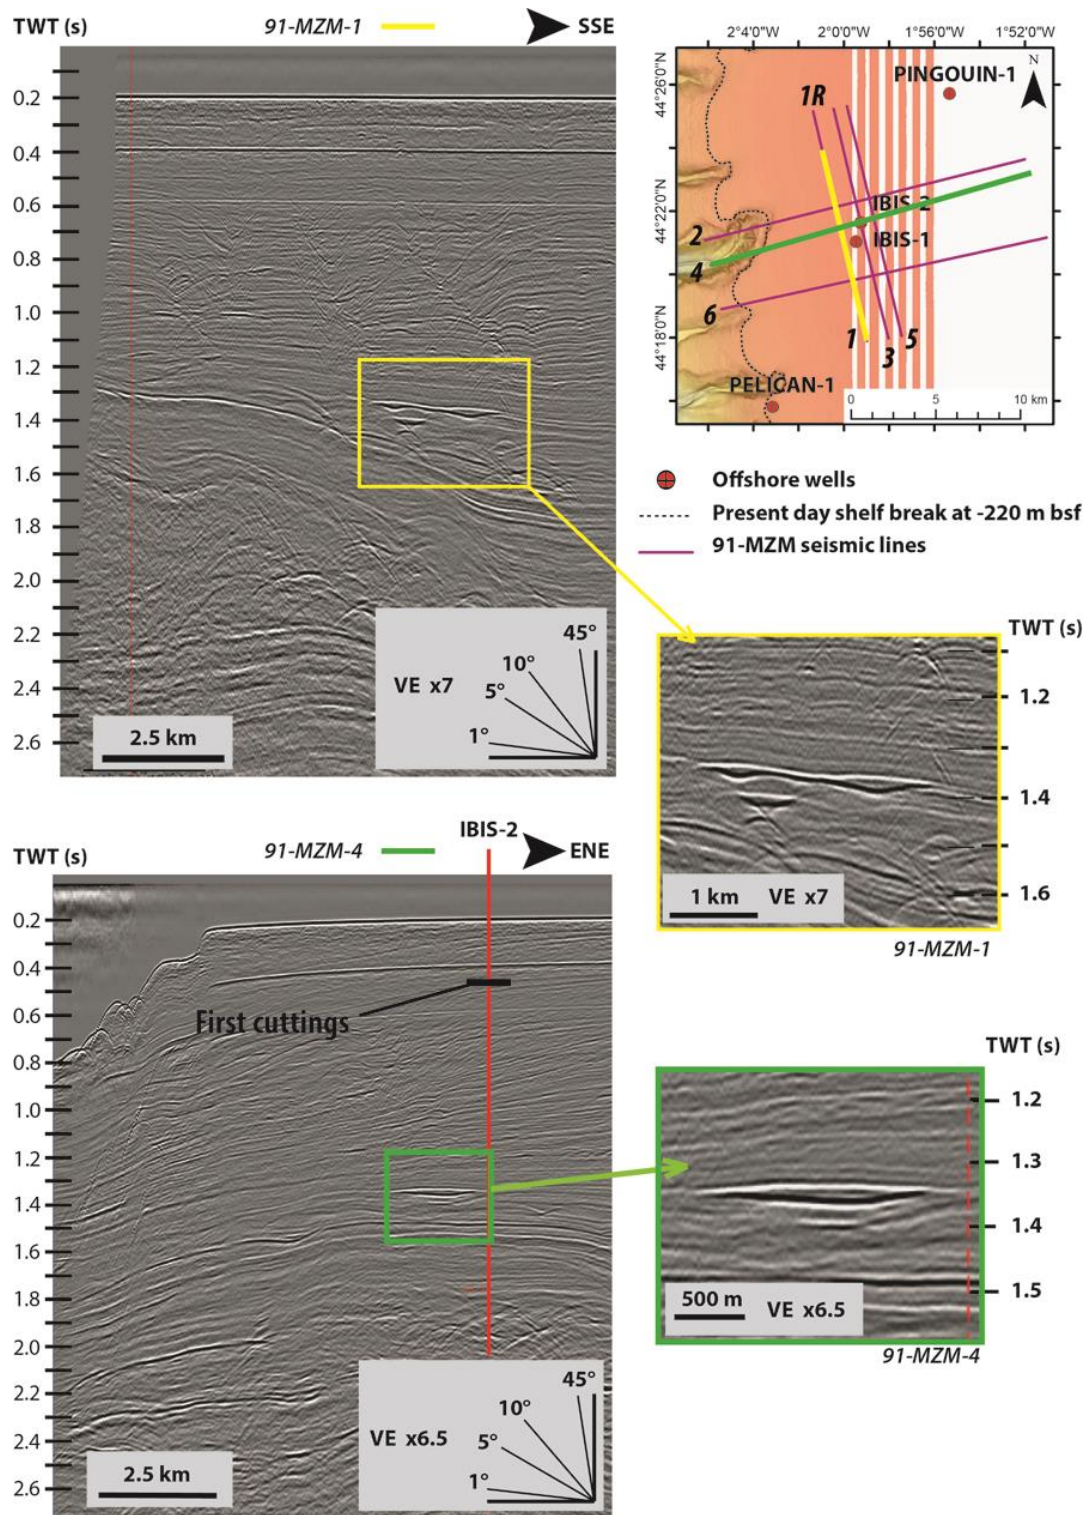 TWT (s)
91-MZM-1
SSE
0.2
0.4
0.6
0.8
1.0
1.2
1.4
1.6
1.8
2.0
2.2
2.4
2.6
2.5 km
VE x7
1°
5°
10°
45°
2°4'0"W
2°0'0"W
1°56'0"W
1°52'0"W
44°26'0"N
44°22'0"N
44°18'0"N
N
PINGOUIN-1
1R
IBIS-2
IBIS-1
2
4
6
1
3
5
PELICAN-1
0
5
10 km
Offshore wells
Present day shelf break at -220 m bsf
91-MZM seismic lines
TWT (s)
1.2
1.4
1.6
1 km VE x7
91-MZM-1
TWT (s)
91-MZM-4
IBIS-2
ENE
0.2
0.4
0.6
0.8
1.0
1.2
1.4
1.6
1.8
2.0
2.2
2.4
2.6
First cuttings
2.5 km
VE x6.5
1°
5°
10°
45°
TWT (s)
1.2
1.3
1.4
1.5
500 m VE x6.5
91-MZM-4